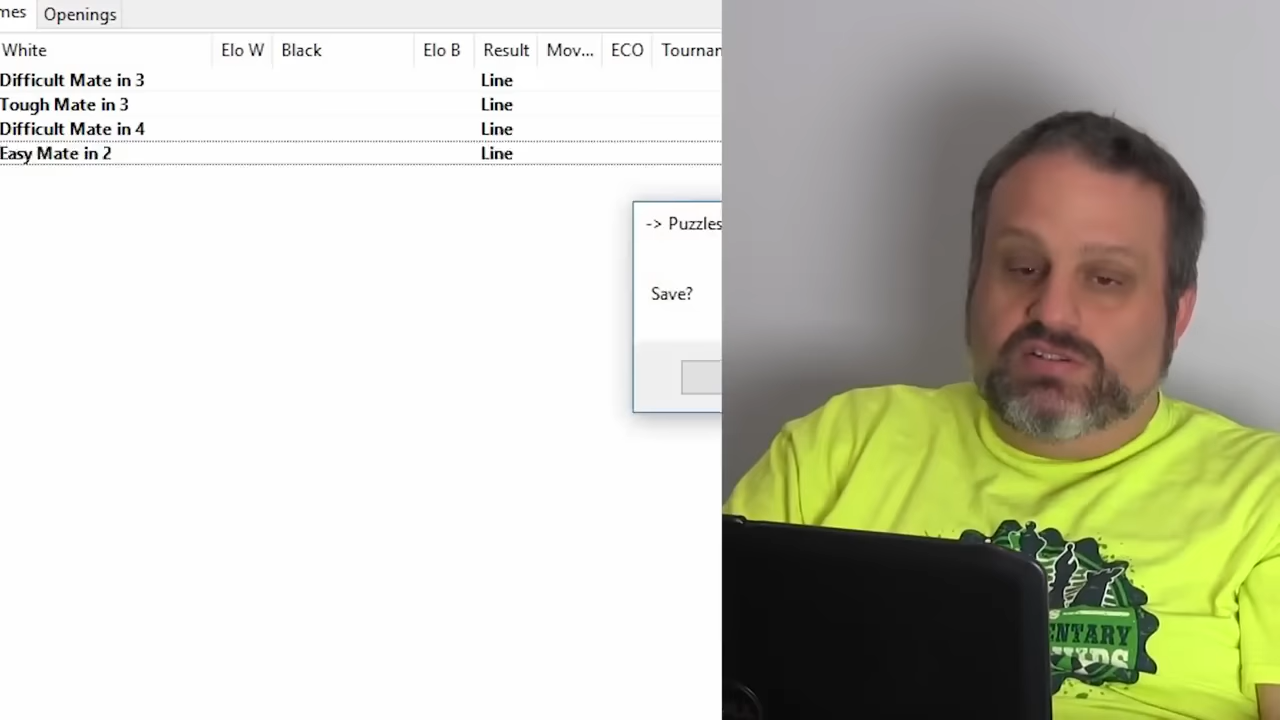 mes Openings
White Elo W Black Elo B Result Mov... ECO Tournan
Difficult Mate in 3 Line
Tough Mate in 3 Line
Difficult Mate in 4 Line
Easy Mate in 2 Line
-> Puzzles
Save?
ENTARY